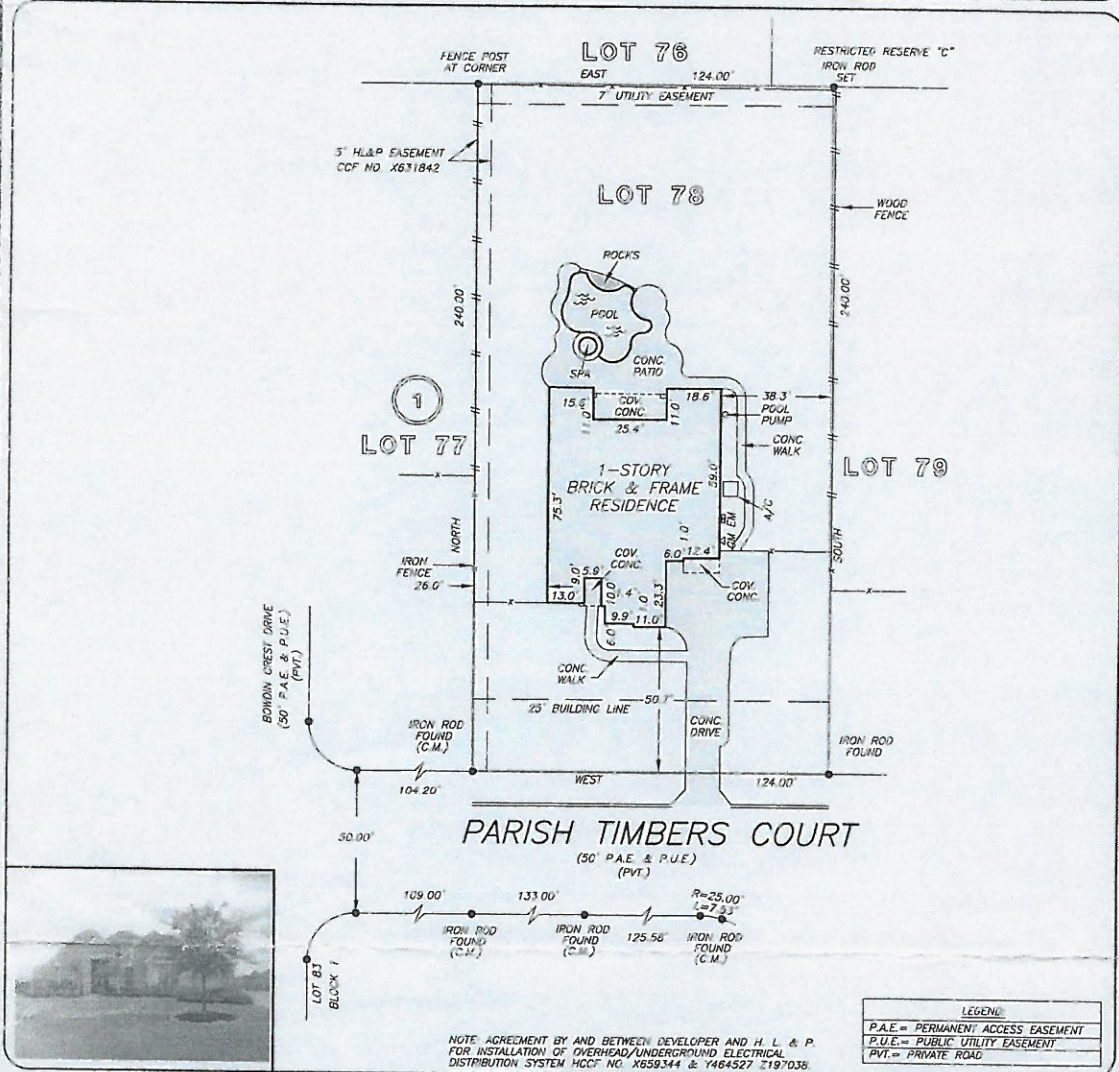 LOT 76
FENCE POST
AT CORNER
EAST
124.00'
RESTRICTED RESERVE "C"
IRON ROD
SET
7' UTILITY EASEMENT
5' HL&P EASEMENT
CCF NO. X631842
LOT 78
WOOD
FENCE
ROCKS
240.00'
POOL
240.00'
SPA
CONC.
PATIO
1
LOT 77
COV.
CONC.
18.6'
38.3'
11.0'
11.0'
25.4'
POOL
PUMP
CONC.
WALK
LOT 79
1-STORY
BRICK & FRAME
RESIDENCE
75.3'
59.0'
A/C
EM
GM
NORTH
SOUTH
1.0'
6.0'
12.4'
IRON
FENCE
26.0'
COV.
CONC.
5.9'
9.0'
13.0'
10.0'
1.0'
23.3'
COV.
CONC.
9.9'
11.0'
6.0'
CONC.
WALK
BOWDIN CREST DRIVE
(50' P.A.E. & P.U.E.)
(PVT.)
25' BUILDING LINE
50.7'
CONC.
DRIVE
IRON ROD
FOUND
(C.M.)
IRON ROD
FOUND
104.20'
WEST
124.00'
PARISH TIMBERS COURT
(50' P.A.E. & P.U.E.)
(PVT.)
50.00'
109.00'
133.00'
125.56'
R=25.00'
L=7.53'
IRON ROD
FOUND
(C.M.)
IRON ROD
FOUND
(C.M.)
IRON ROD
FOUND
(C.M.)
LOT 83
BLOCK 1
NOTE: AGREEMENT BY AND BETWEEN DEVELOPER AND H. L. & P.
FOR INSTALLATION OF OVERHEAD/UNDERGROUND ELECTRICAL
DISTRIBUTION SYSTEM HCCF NO. X659344 & Y464527 Z197038.
LEGEND:
P.A.E.= PERMANENT ACCESS EASEMENT
P.U.E.= PUBLIC UTILITY EASEMENT
PVT.= PRIVATE ROAD